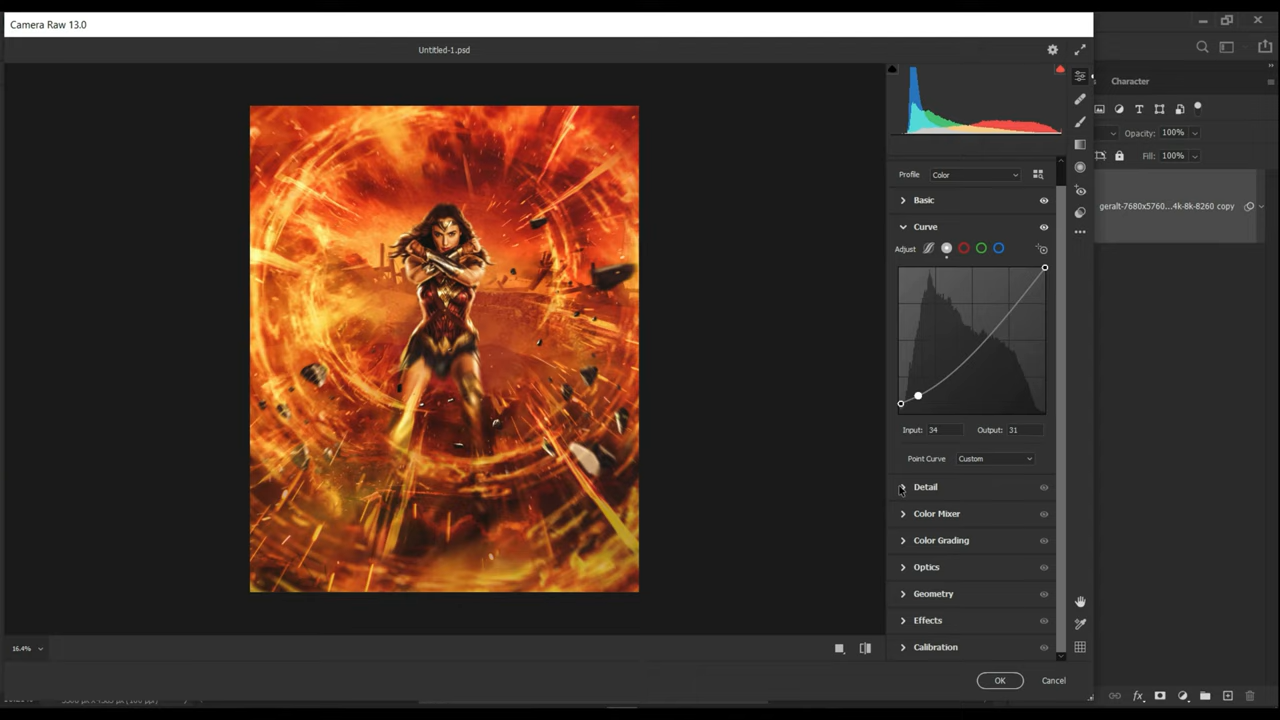 Camera Raw 13.0
Untitled-1.psd
Character
Opacity: 100%
Fill: 100%
Profile Color
Basic
geralt-7680x5760...4k-8k-8260 copy
Curve
Adjust
Input: 34 Output: 31
Point Curve Custom
Detail
Color Mixer
Color Grading
Optics
Geometry
Effects
Calibration
16.4%
OK Cancel
fx